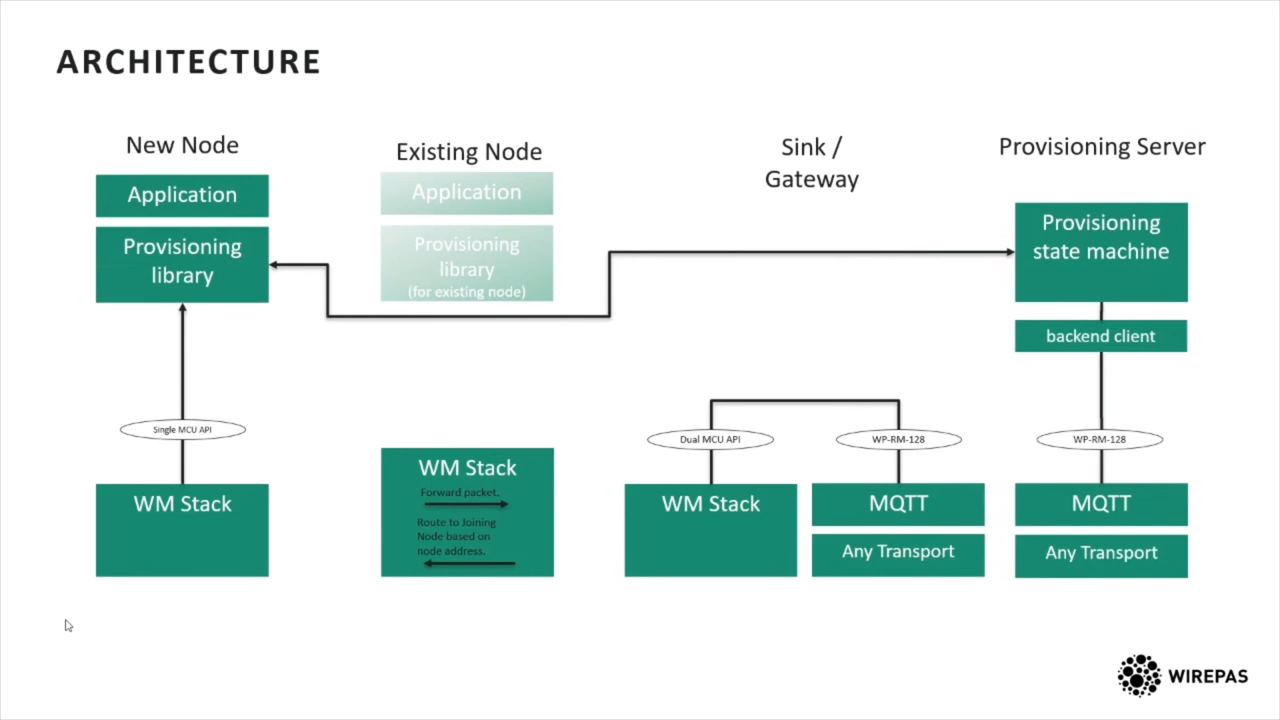 ARCHITECTURE
New Node
Application
Provisioning
library
Single MCU API
WM Stack
Existing Node
Application
Provisioning
library
(for existing node)
WM Stack
Forward packet.
Route to Joining
Node based on
node address.
Sink /
Gateway
Dual MCU API
WP-RM-128
WM Stack
MQTT
Any Transport
Provisioning Server
Provisioning
state machine
backend client
WP-RM-128
MQTT
Any Transport
WIREPAS